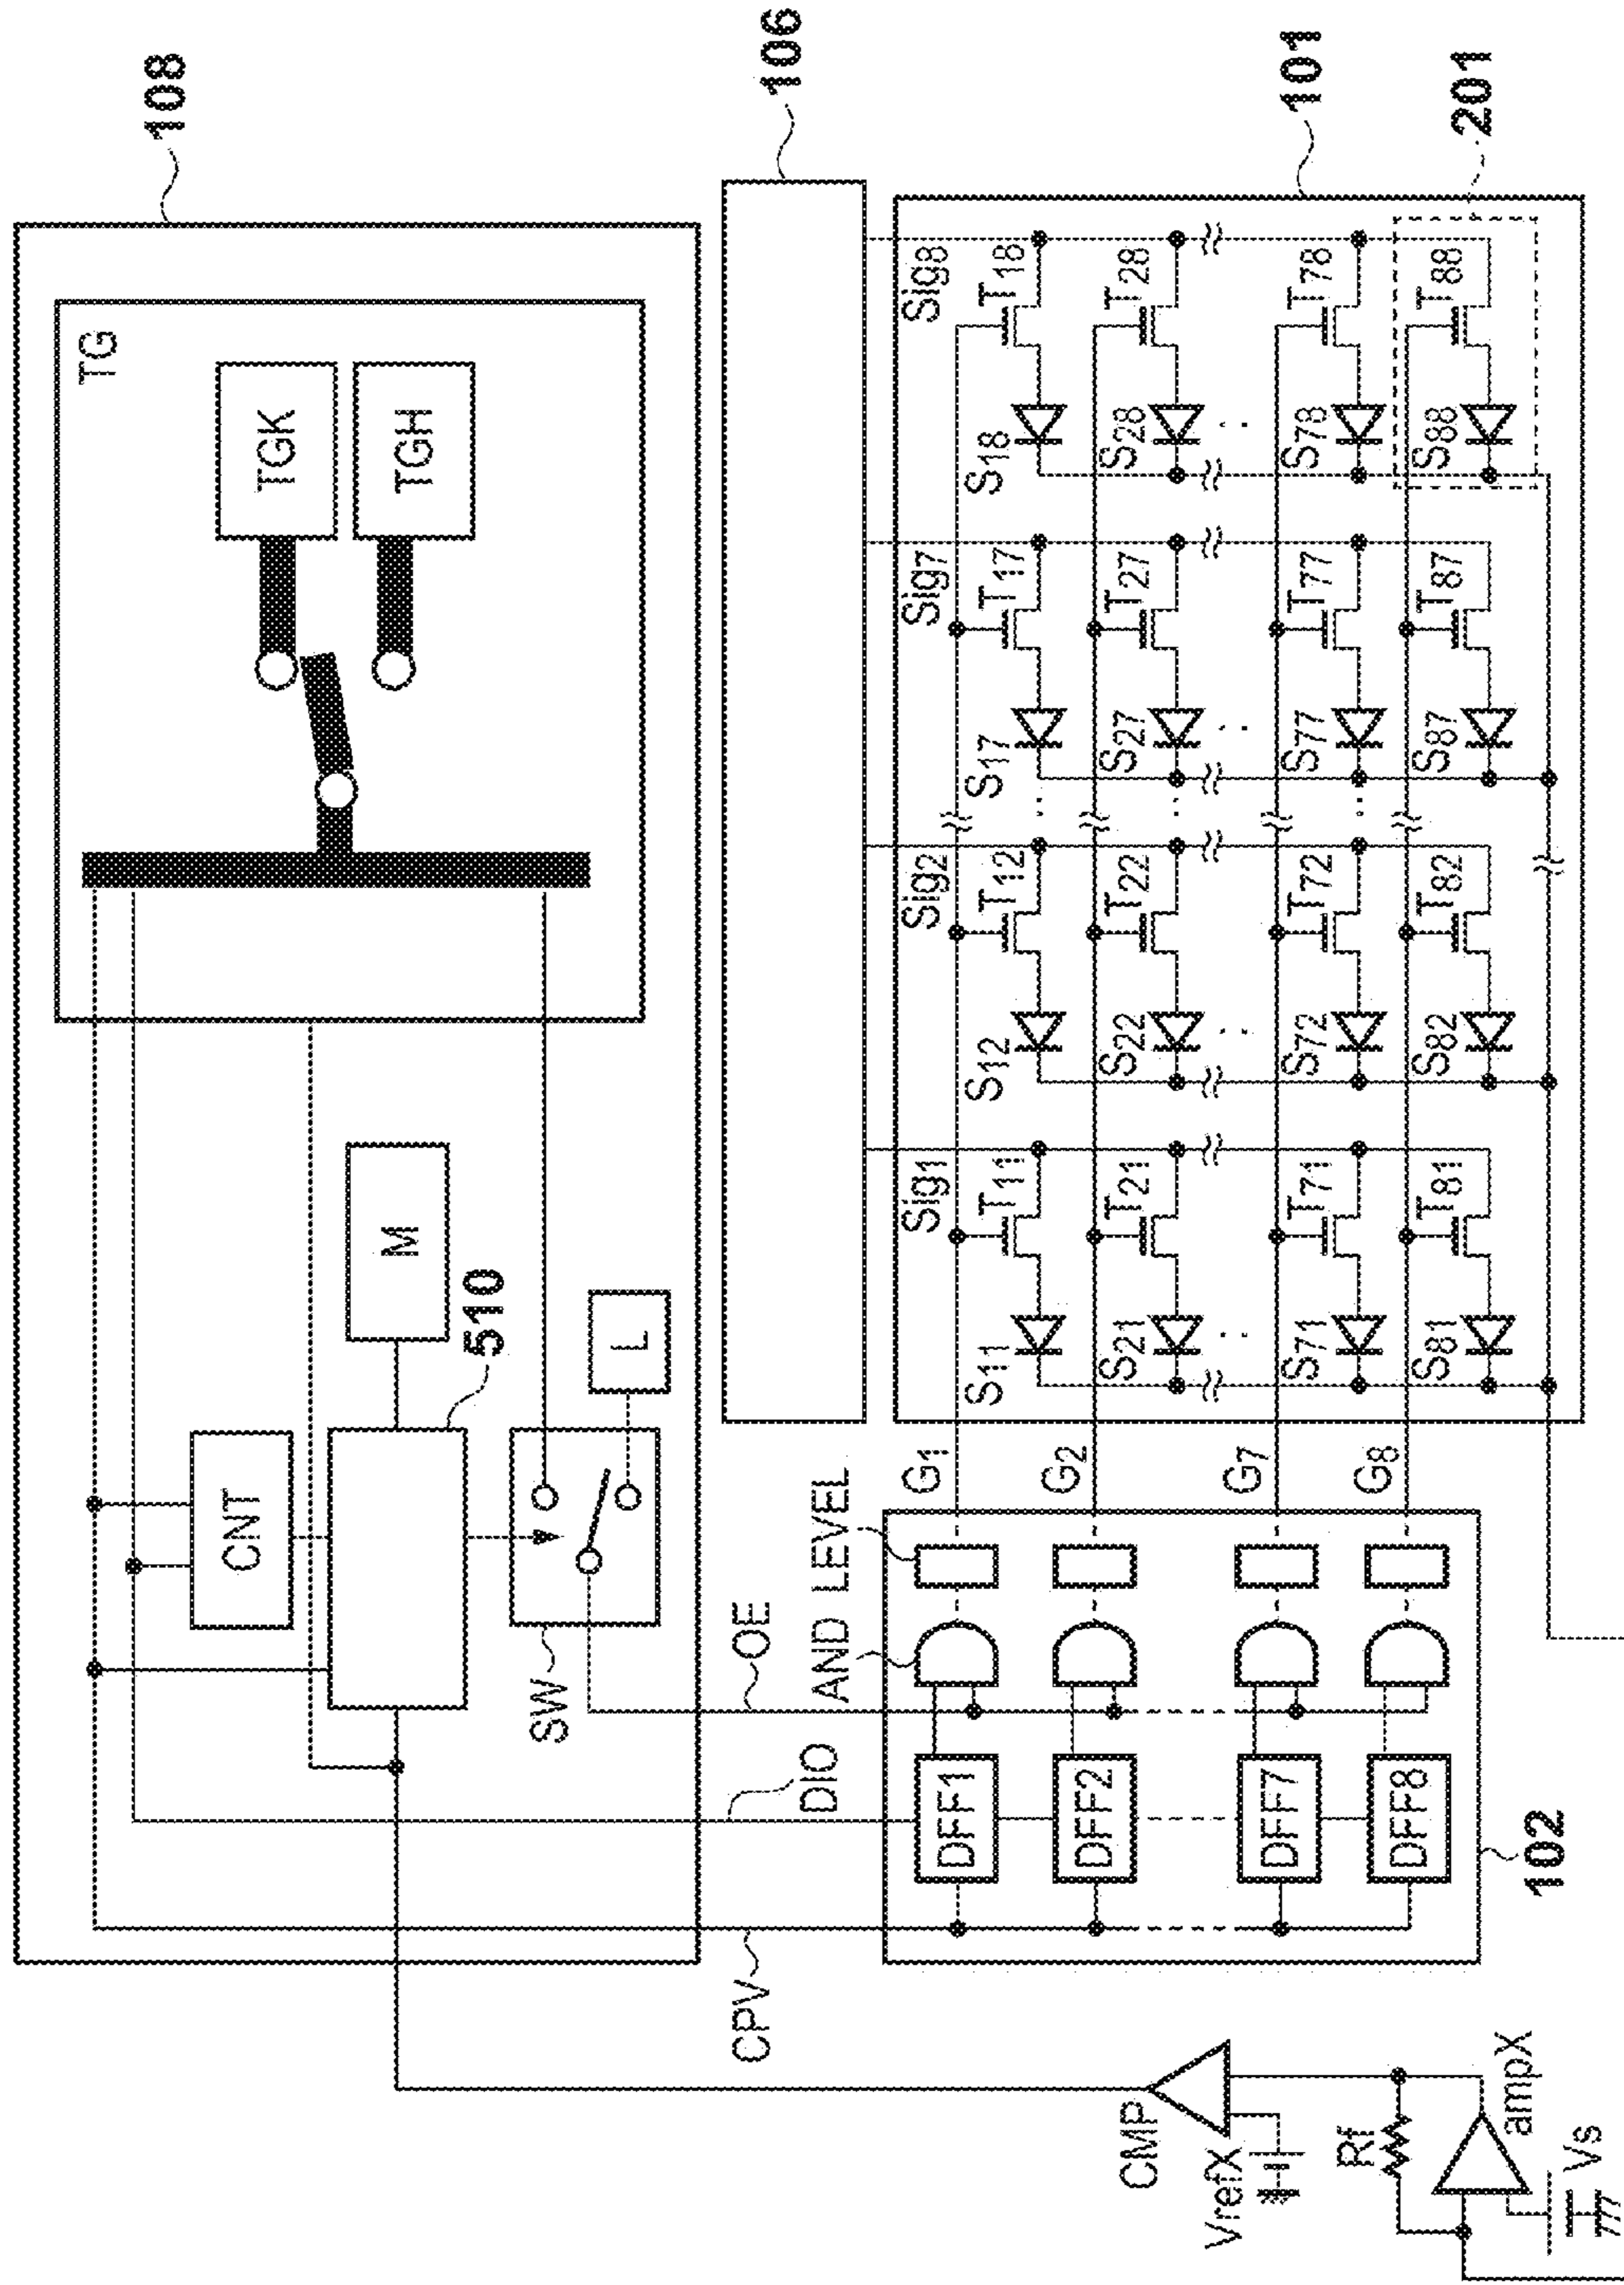 108
TG
TGK
TGH
M
510
CNT
L
SW
106
101
201
OE
DIO
CPV
AND LEVEL
G1
G2
G7
G8
DFF1
DFF2
DFF7
DFF8
102
Sig1
Sig2
Sig7
Sig8
S11
T11
S12
T12
S17
T17
S18
T18
S21
T21
S22
T22
S27
T27
S28
T28
S71
T71
S72
T72
S77
T77
S78
T78
S81
T81
S82
T82
S87
T87
S88
T88
CMP
VrefX
Rf
ampX
Vs